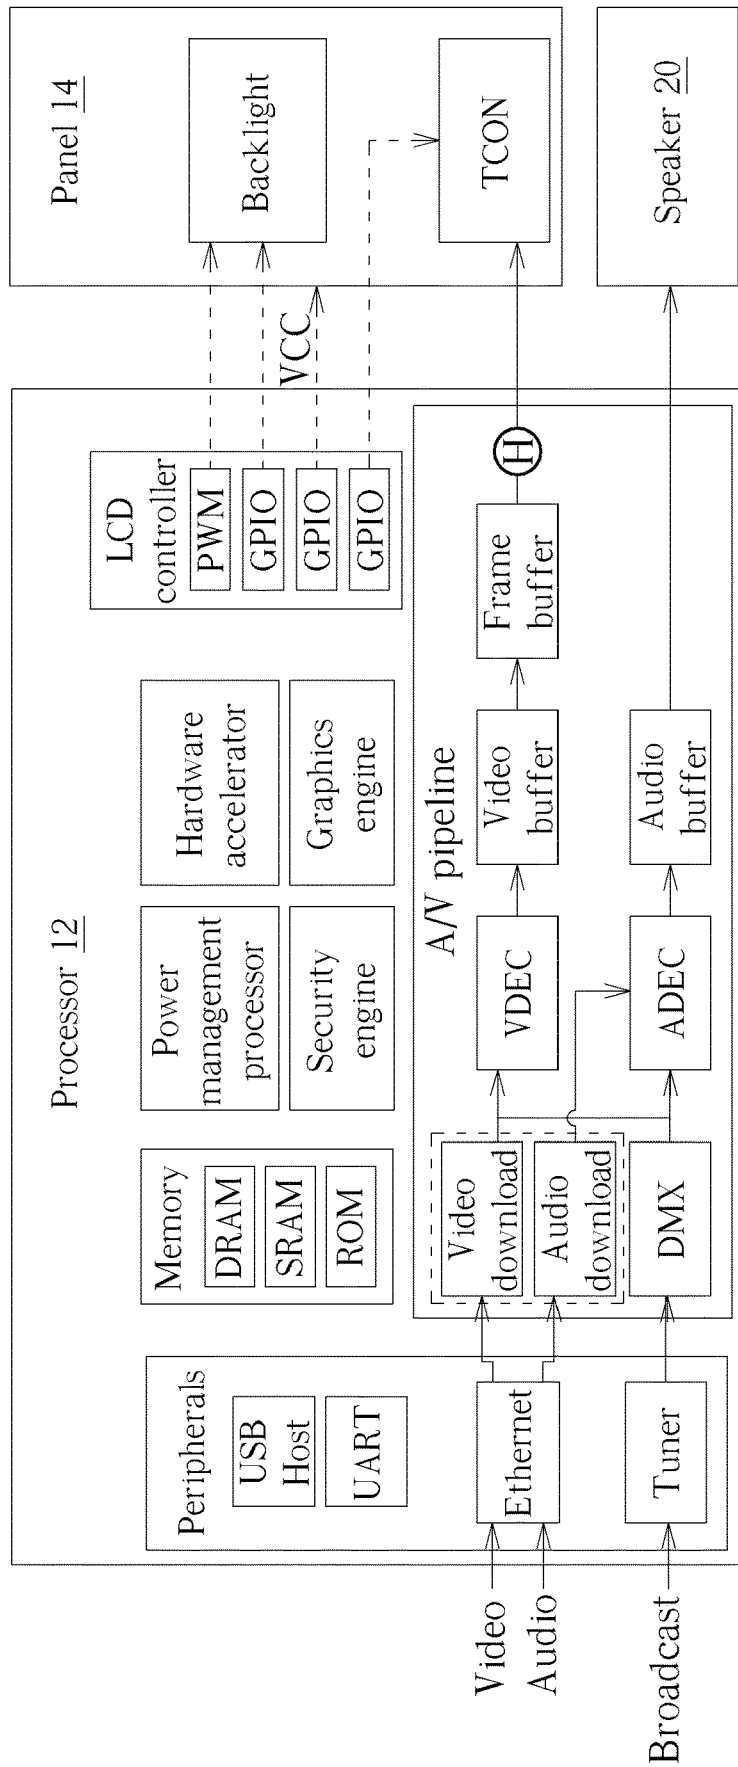 Processor 12
Peripherals
USB
Host
UART
Ethernet
Tuner
Video
Audio
Broadcast
Memory
DRAM
SRAM
ROM
Power
management
processor
Security
engine
Hardware
accelerator
Graphics
engine
LCD
controller
PWM
GPIO
GPIO
GPIO
VCC
A/V pipeline
Video
download
Audio
download
DMX
VDEC
ADEC
Video
buffer
Audio
buffer
Frame
buffer
H
Panel 14
Backlight
TCON
Speaker 20